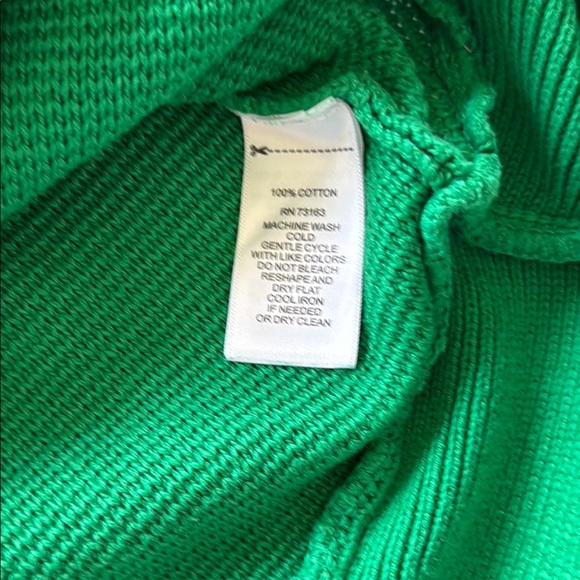 100% COTTON
RN 73163
MACHINE WASH
COLD
GENTLE CYCLE
WITH LIKE COLORS
DO NOT BLEACH
RESHAPE AND
DRY FLAT
COOL IRON
IF NEEDED
OR DRY CLEAN